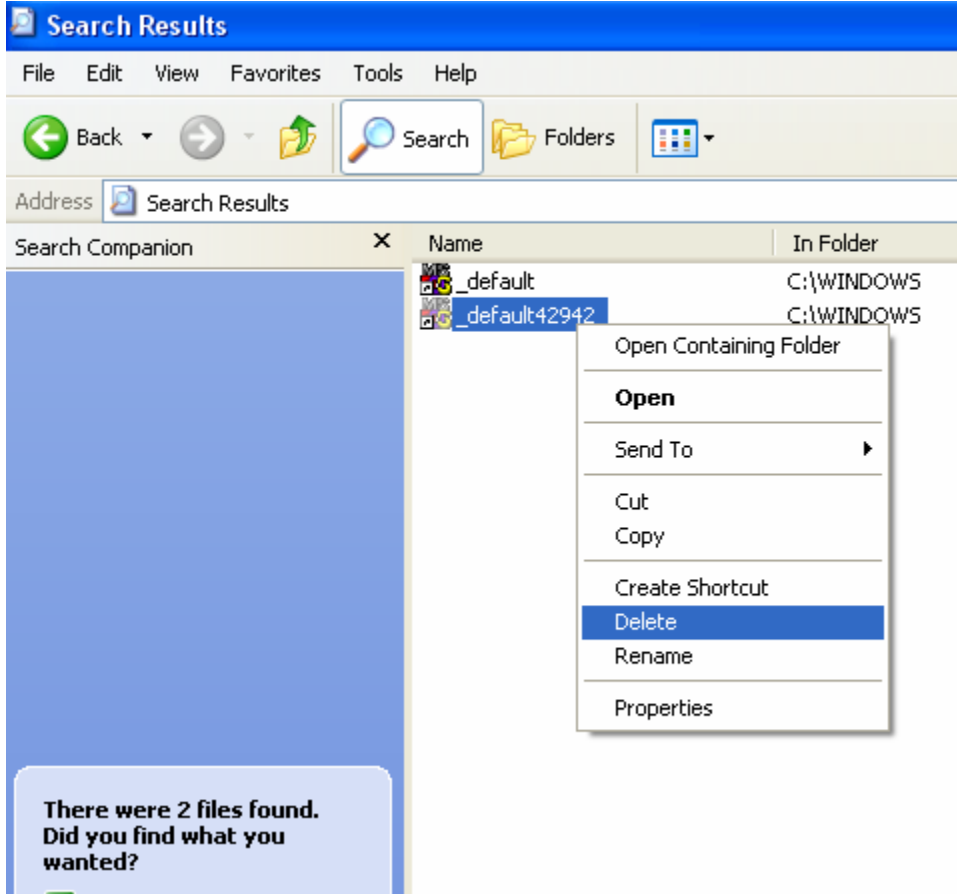 Search Results
File Edit View Favorites Tools Help
Back Search Folders
Address Search Results
Search Companion Name In Folder
_default C:\WINDOWS
_default42942 C:\WINDOWS
Open Containing Folder
Open
Send To
Cut
Copy
Create Shortcut
Delete
Rename
Properties
There were 2 files found.
Did you find what you
wanted?